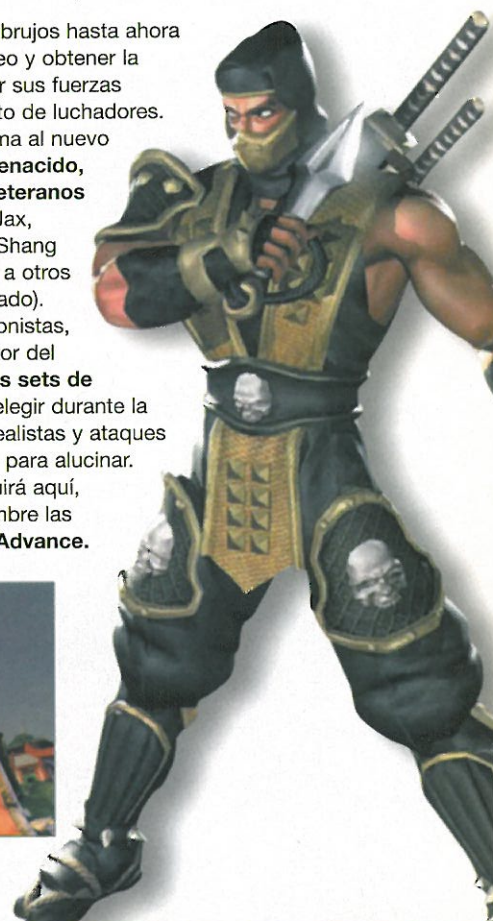 brujos hasta ahora
eo y obtener la
r sus fuerzas
to de luchadores.
ma al nuevo
enacido,
eteranos
Jax,
Shang
a a otros
ado).
onistas,
or del
s sets de
elegir durante la
ealistas y ataques
para alucinar.
uirá aquí,
mbre las
Advance.